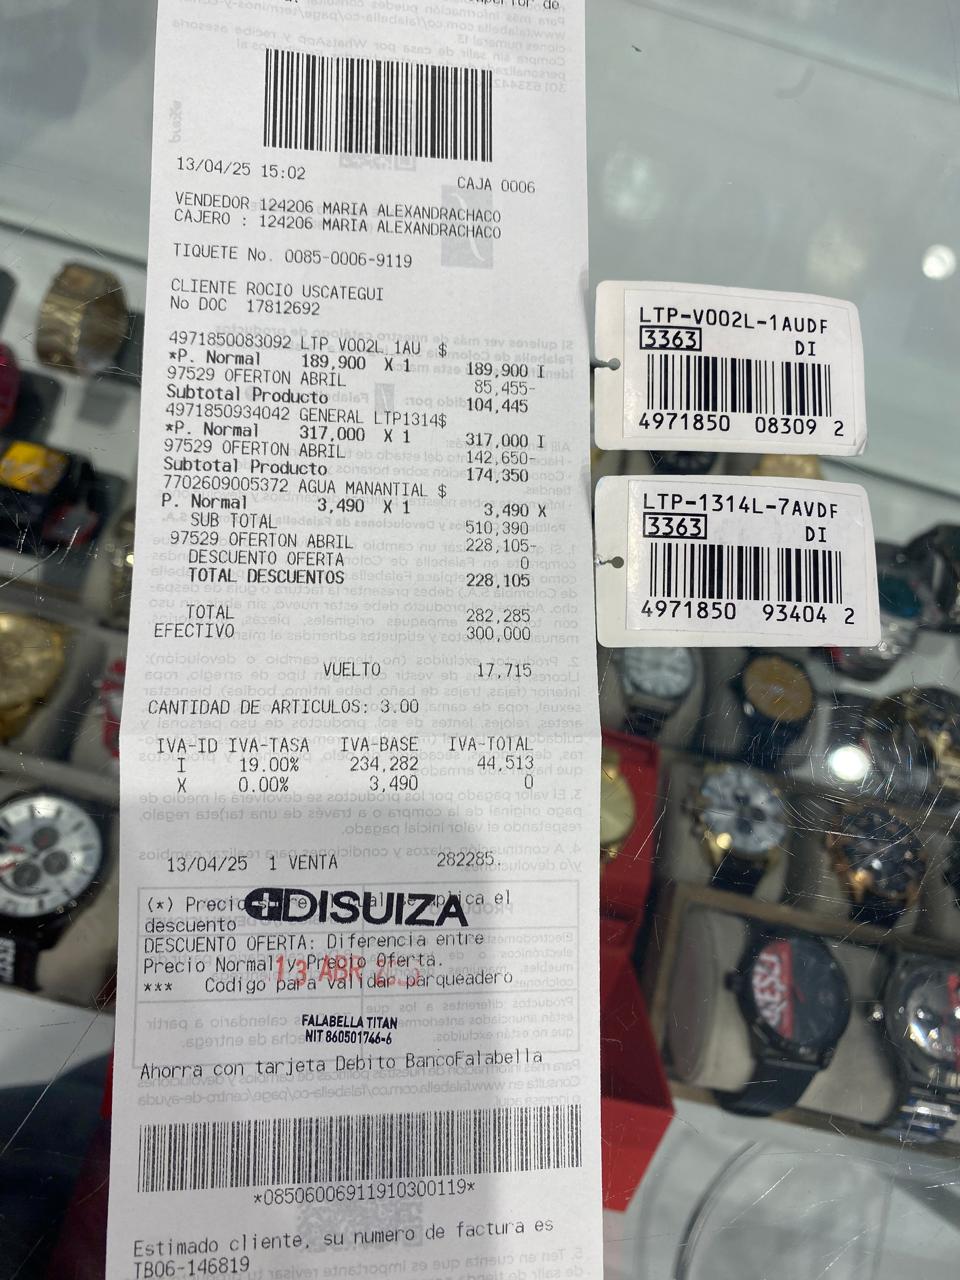 13/04/25 15:02 CAJA 0006
VENDEDOR 124206 MARIA ALEXANDRACHACO
CAJERO : 124206 MARIA ALEXANDRACHACO
TIQUETE No. 0085-0006-9119
CLIENTE ROCIO USCATEGUI
No DOC 17812692
4971850083092 LTP V002L 1AU $
*P. Normal 189,900 X 1 189,900 I
97529 OFERTON ABRIL 85,455-
Subtotal Producto 104,445
4971850934042 GENERAL LTP1314$
*P. Normal 317,000 X 1 317,000 I
97529 OFERTON ABRIL 142,650-
Subtotal Producto 174,350
7702609005372 AGUA MANANTIAL $
P. Normal 3,490 X 1 3,490 X
SUB TOTAL 510,390
97529 OFERTON ABRIL 228,105-
DESCUENTO OFERTA 0
TOTAL DESCUENTOS 228,105
TOTAL 282,285
EFECTIVO 300,000
VUELTO 17,715
CANTIDAD DE ARTICULOS: 3.00
IVA-ID IVA-TASA IVA-BASE IVA-TOTAL
I 19.00% 234,282 44,513
X 0.00% 3,490 0
13/04/25 1 VENTA 282285.
(*) Precio el
DISUIZA
descuento
DESCUENTO OFERTA: Diferencia entre
Precio Normal y Precio Oferta.
13 ABR
*** Codigo para validar parqueadero
FALABELLA TITAN
NIT 860501746-6
Ahorra con tarjeta Debito BancoFalabella
*08506006911910300119*
Estimado cliente, su numero de factura es
TB06-146819
LTP-V002L-1AUDF
3363 DI
4971850 08309 2
LTP-1314L-7AVDF
3363 DI
4971850 93404 2